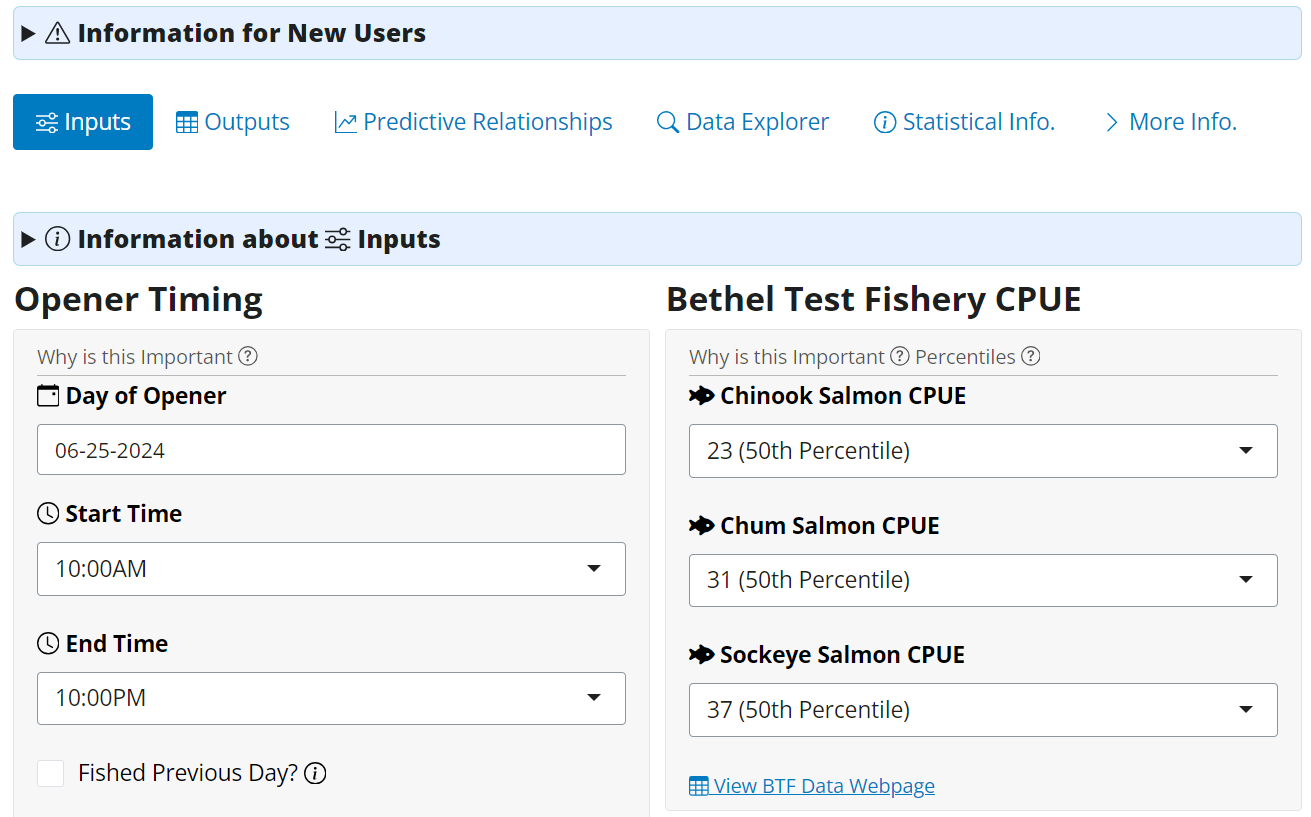 Information for New Users
Inputs Outputs Predictive Relationships Data Explorer Statistical Info. More Info.
Information about Inputs
Opener Timing
Why is this Important
Day of Opener
06-25-2024
Start Time
10:00AM
End Time
10:00PM
Fished Previous Day?
Bethel Test Fishery CPUE
Why is this Important Percentiles
Chinook Salmon CPUE
23 (50th Percentile)
Chum Salmon CPUE
31 (50th Percentile)
Sockeye Salmon CPUE
37 (50th Percentile)
View BTF Data Webpage